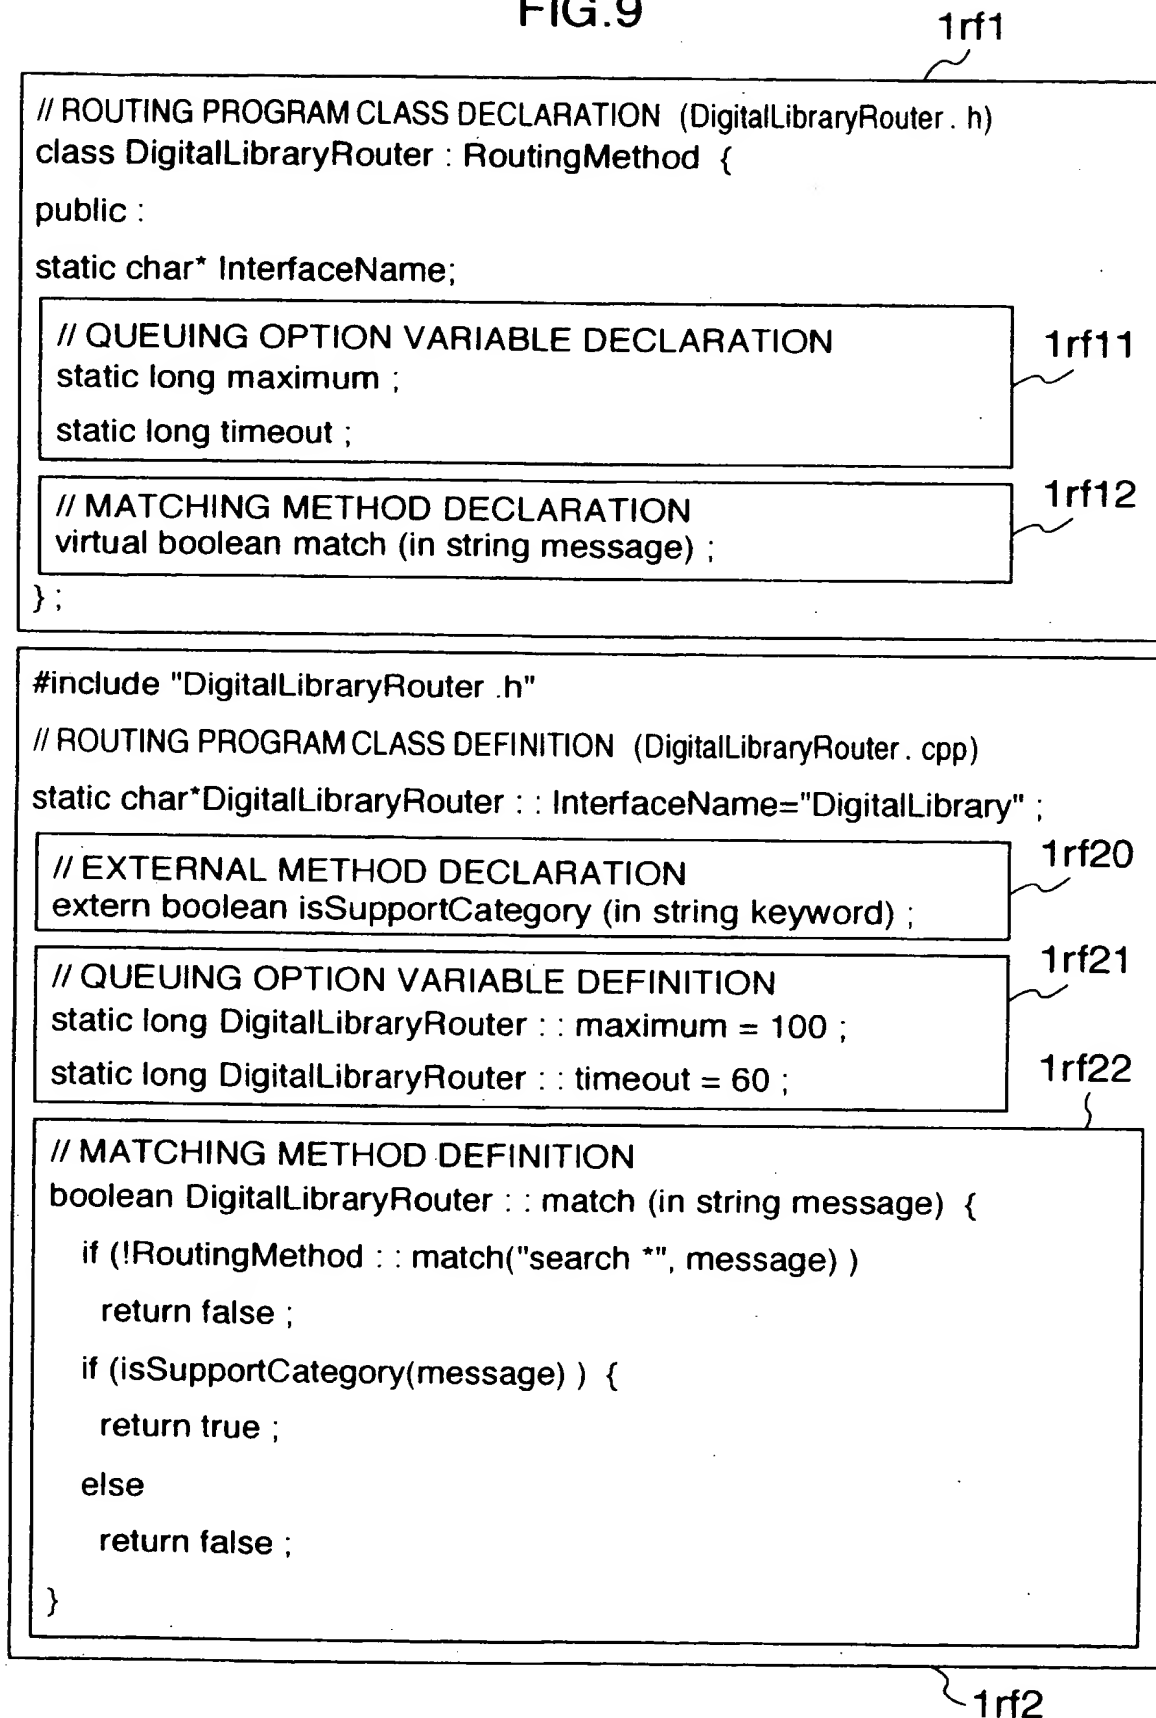 FIG.9
1rf1
// ROUTING PROGRAM CLASS DECLARATION (DigitalLibraryRouter. h)
class DigitalLibraryRouter : RoutingMethod {
public :
static char* InterfaceName;
// QUEUING OPTION VARIABLE DECLARATION
1rf11
static long maximum ;
static long timeout ;
1rf12
// MATCHING METHOD DECLARATION
virtual boolean match (in string message) ;
} ;
#include "DigitalLibraryRouter .h"
// ROUTING PROGRAM CLASS DEFINITION (DigitalLibraryRouter. cpp)
static char*DigitalLibraryRouter : : InterfaceName="DigitalLibrary" ;
1rf20
// EXTERNAL METHOD DECLARATION
extern boolean isSupportCategory (in string keyword) ;
1rf21
// QUEUING OPTION VARIABLE DEFINITION
static long DigitalLibraryRouter : : maximum = 100 ;
static long DigitalLibraryRouter : : timeout = 60 ;
1rf22
// MATCHING METHOD DEFINITION
boolean DigitalLibraryRouter : : match (in string message) {
if (!RoutingMethod : : match("search *", message) )
return false ;
if (isSupportCategory(message) ) {
return true ;
else
return false ;
}
1rf2